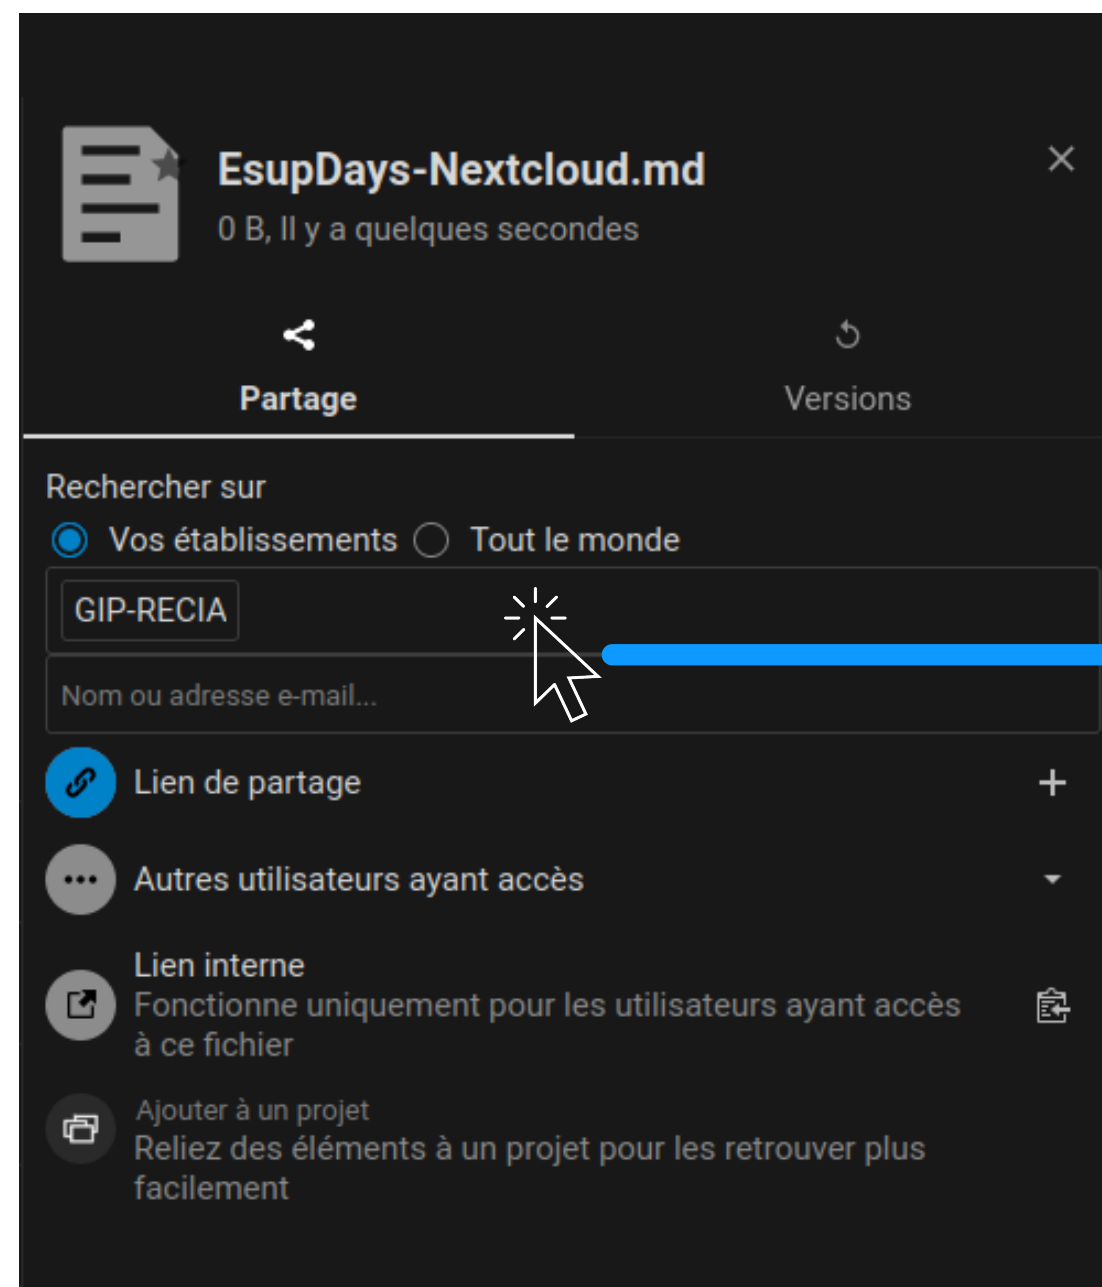 EsupDays-Nextcloud.md
0 B, Il y a quelques secondes
Partage
Versions
Rechercher sur
Vos établissements
Tout le monde
GIP-RECIA
Nom ou adresse e-mail...
Lien de partage
Autres utilisateurs ayant accès
Lien interne
Fonctionne uniquement pour les utilisateurs ayant accès
à ce fichier
Ajouter à un projet
Reliez des éléments à un projet pour les retrouver plus
facilement